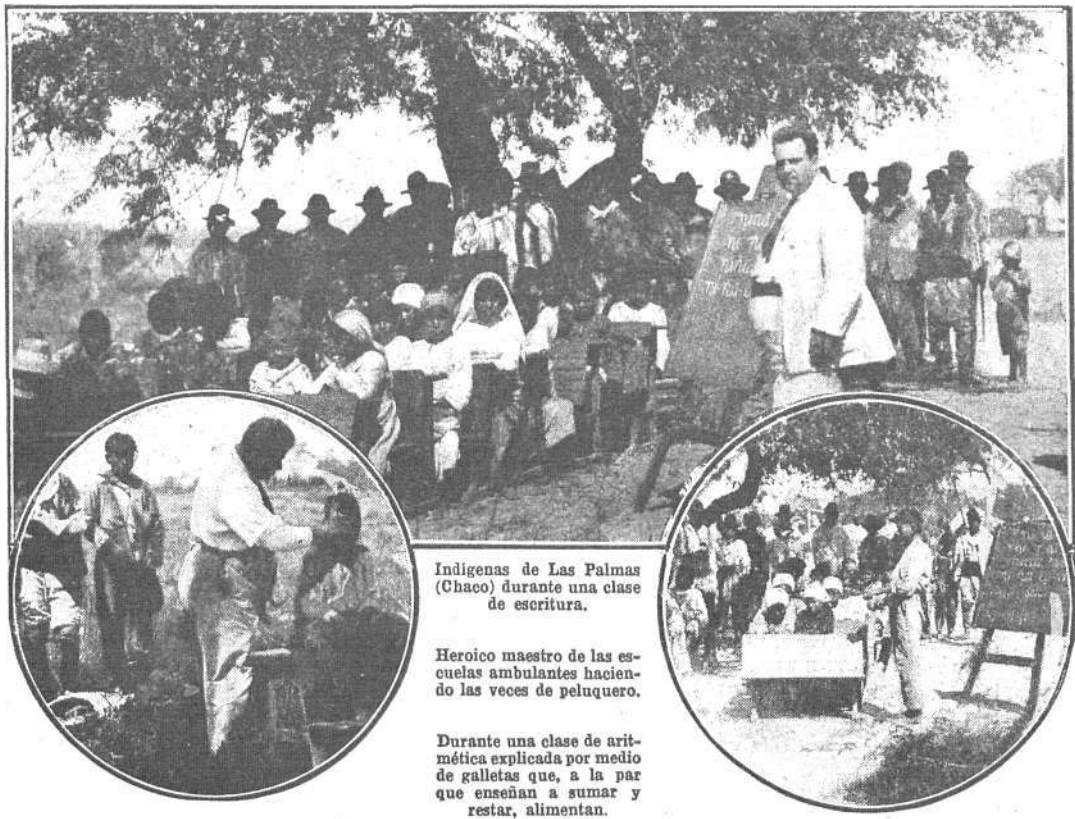 Indígenas de Las Palmas
(Chaco) durante una clase
de escritura.
Heroico maestro de las es-
cuelas ambulantes hacien-
do las veces de peluquero.
Durante una clase de arit-
mética explicada por medio
de galletas que, a la par
que enseñan a sumar y
restar, alimentan.